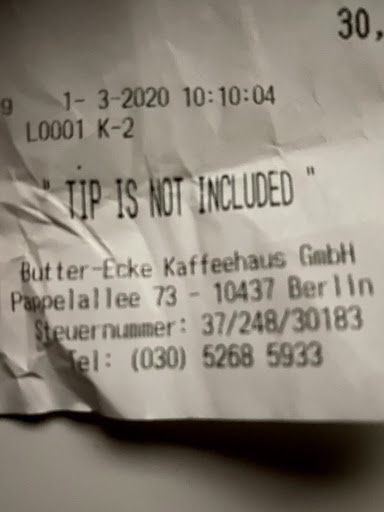 30,
g 1- 3-2020 10:10:04
L0001 K-2
" TIP IS NOT INCLUDED "
Butter-Ecke Kaffeehaus GmbH
Pappelallee 73 - 10437 Berlin
Steuernummer: 37/248/30183
Tel: (030) 5268 5933